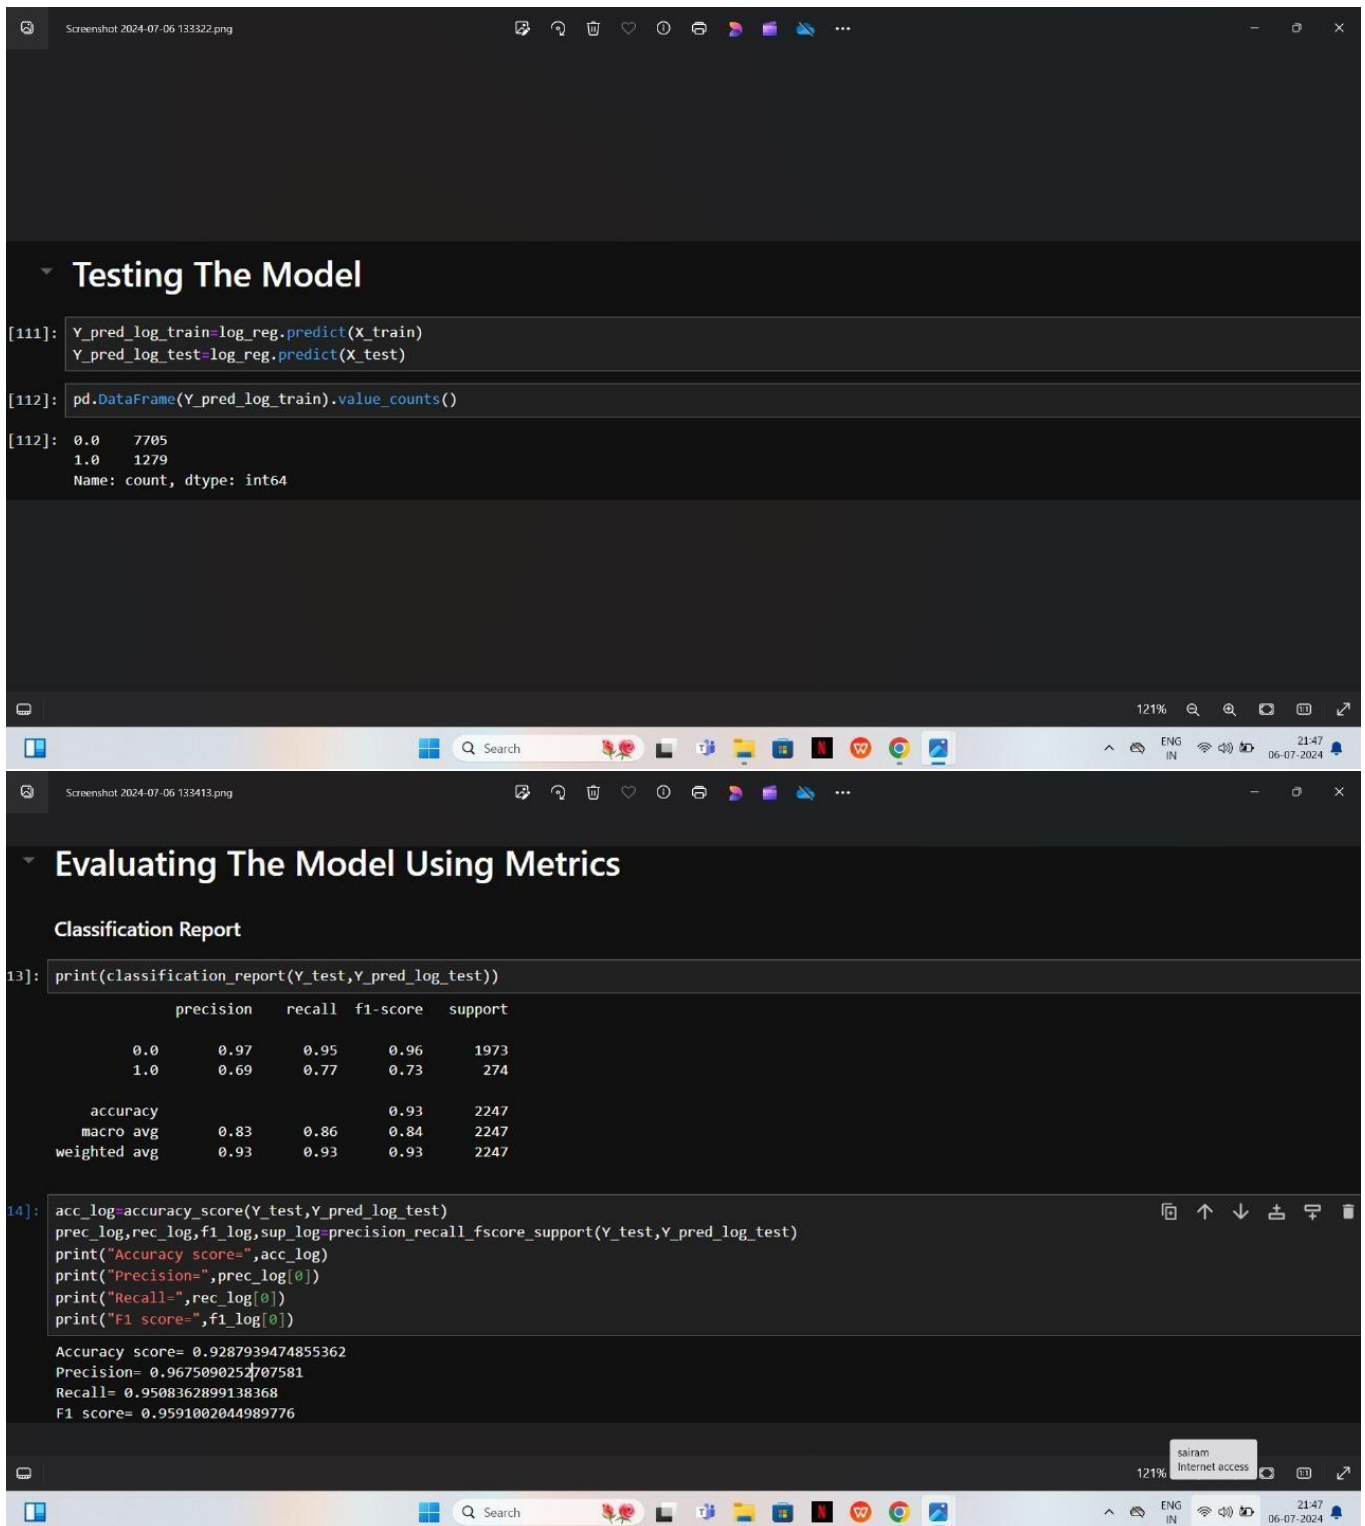 Screenshot 2024-07-06 133322.png
Testing The Model
[111]: Y_pred_log_train=log_reg.predict(X_train)
Y_pred_log_test=log_reg.predict(X_test)
[112]: pd.DataFrame(Y_pred_log_train).value_counts()
[112]: 0.0 7705
1.0 1279
Name: count, dtype: int64
121%
Search
ENG
IN
21:47
06-07-2024
Screenshot 2024-07-06 133413.png
Evaluating The Model Using Metrics
Classification Report
13]: print(classification_report(Y_test,Y_pred_log_test))
precision recall f1-score support
0.0 0.97 0.95 0.96 1973
1.0 0.69 0.77 0.73 274
accuracy 0.93 2247
macro avg 0.83 0.86 0.84 2247
weighted avg 0.93 0.93 0.93 2247
14]: acc_log=accuracy_score(Y_test,Y_pred_log_test)
prec_log,rec_log,f1_log,sup_log=precision_recall_fscore_support(Y_test,Y_pred_log_test)
print("Accuracy score=",acc_log)
print("Precision=",prec_log[0])
print("Recall=",rec_log[0])
print("F1 score=",f1_log[0])
Accuracy score= 0.9287939474855362
Precision= 0.9675090252707581
Recall= 0.9508362899138368
F1 score= 0.9591002044989776
sairam
Internet access
121%
Search
ENG
IN
21:47
06-07-2024